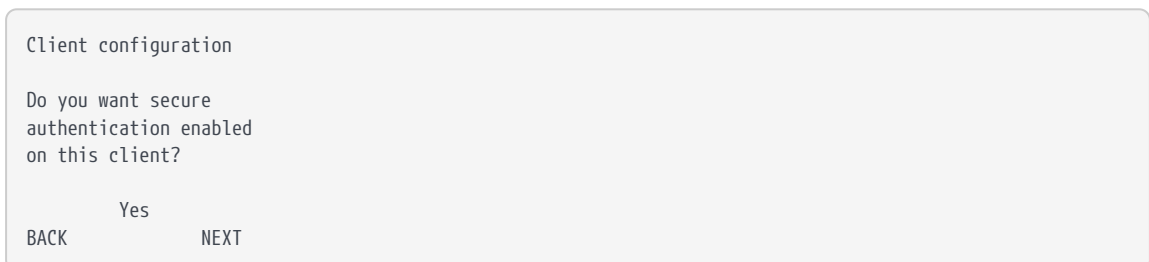 Client configuration
Do you want secure
authentication enabled
on this client?
Yes
BACK NEXT